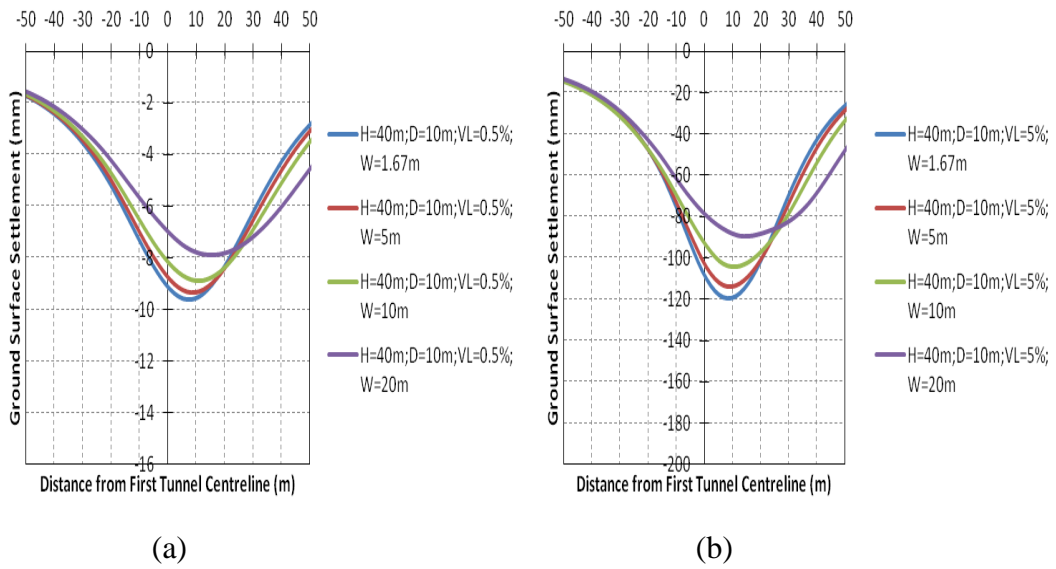 -50 -40 -30 -20 -10 0 10 20 30 40 50
-0
-2
-4
-6
-8
-10
-12
-14
-16
Ground Surface Settlement (mm)
Distance from First Tunnel Centreline (m)
H=40m;D=10m;VL=0.5%;
W=1.67m
H=40m;D=10m;VL=0.5%;
W=5m
H=40m;D=10m;VL=0.5%;
W=10m
H=40m;D=10m;VL=0.5%;
W=20m
(a)
-50 -40 -30 -20 -10 0 10 20 30 40 50
-0
-20
-40
-60
-80
-100
-120
-140
-160
-180
-200
Ground Surface Settlement (mm)
Distance from First Tunnel Centreline (m)
H=40m;D=10m;VL=5%;
W=1.67m
H=40m;D=10m;VL=5%;
W=5m
H=40m;D=10m;VL=5%;
W=10m
H=40m;D=10m;VL=5%;
W=20m
(b)